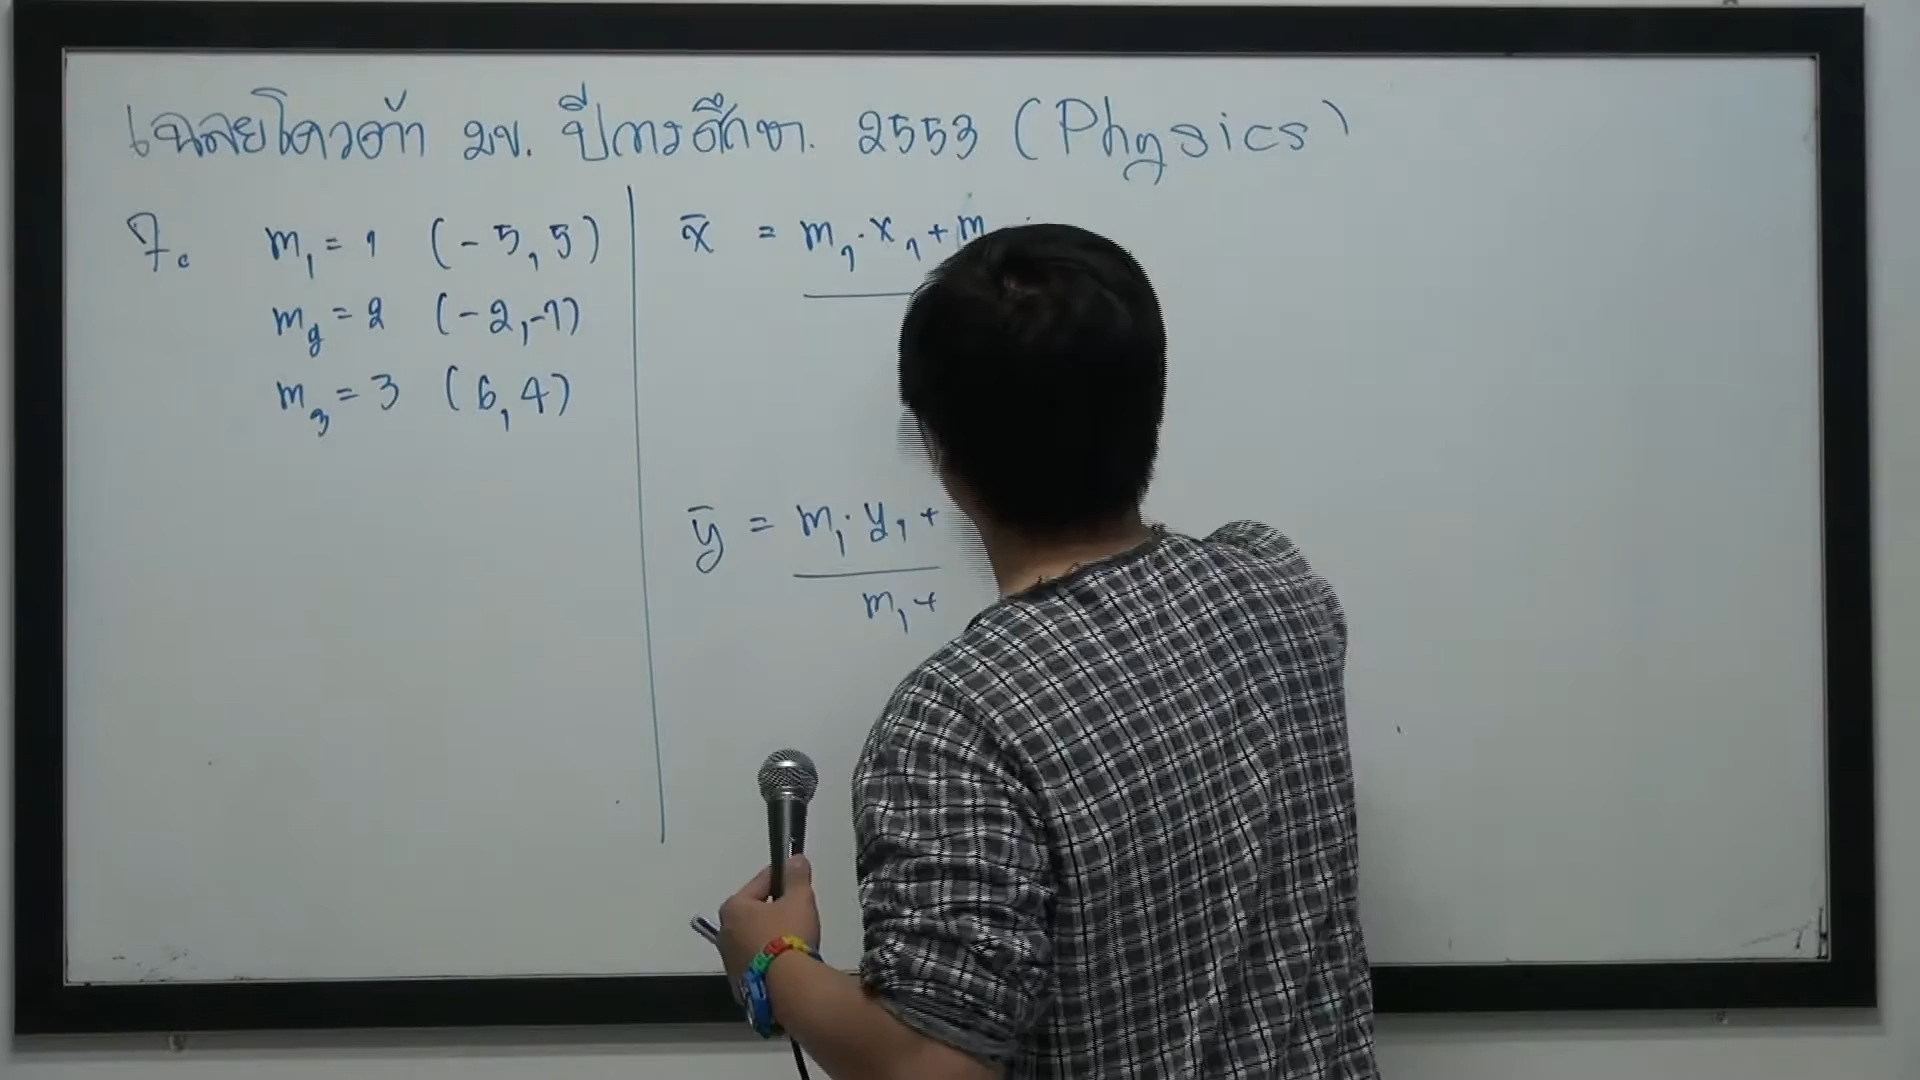 เฉลยโควต้า มข. ปีการศึกษา. 2553 (Physics)
7. m₁ = 1 (-5, 5)
m₂ = 2 (-2, -1)
m₃ = 3 (6, 4)
x̄ = m₁·x₁ + m
ȳ = m₁·y₁ +
m₁ +